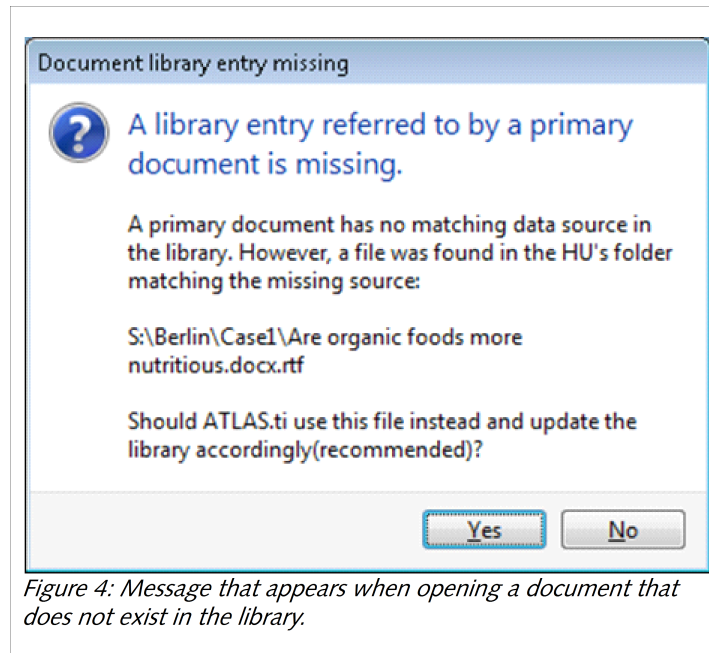 Document library entry missing
A library entry referred to by a primary
document is missing.
A primary document has no matching data source in
the library. However, a file was found in the HU's folder
matching the missing source:
S:\Berlin\Case1\Are organic foods more
nutritious.docx.rtf
Should ATLAS.ti use this file instead and update the
library accordingly(recommended)?
Yes No
Figure 4: Message that appears when opening a document that
does not exist in the library.